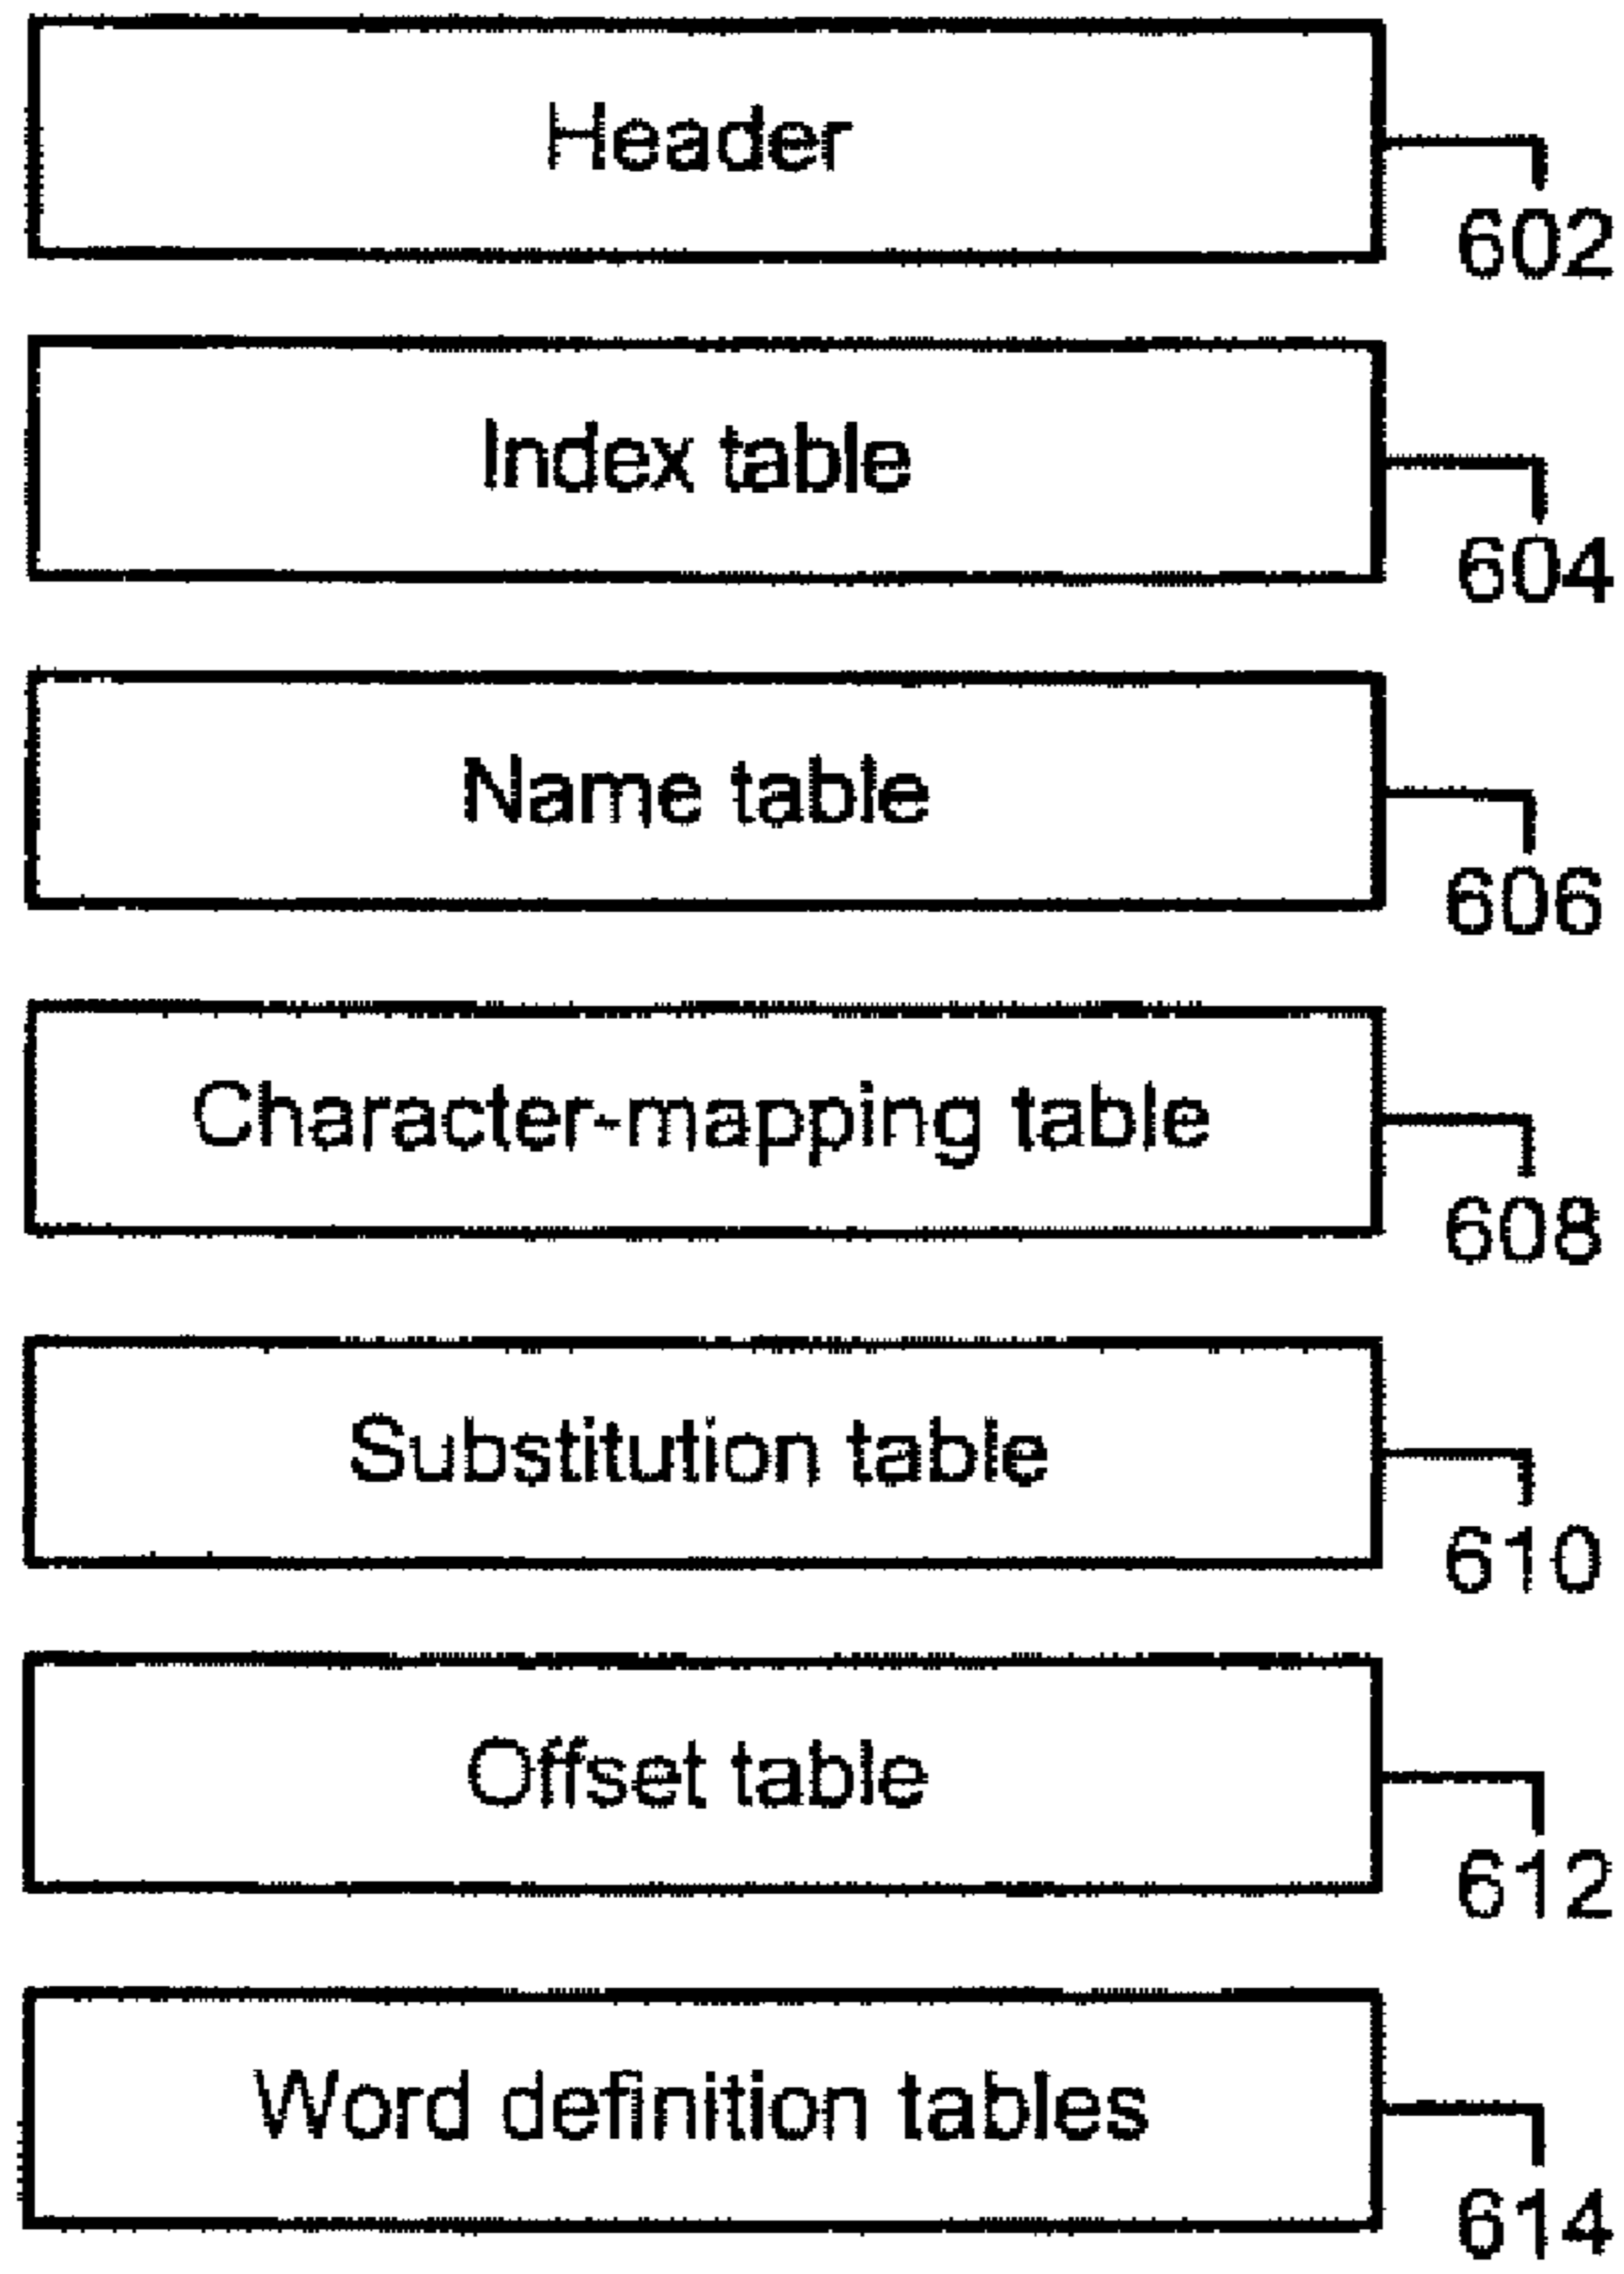 Header
602
Index table
604
Name table
606
Character-mapping table
608
Substitution table
610
Offset table
612
Word definition tables
614